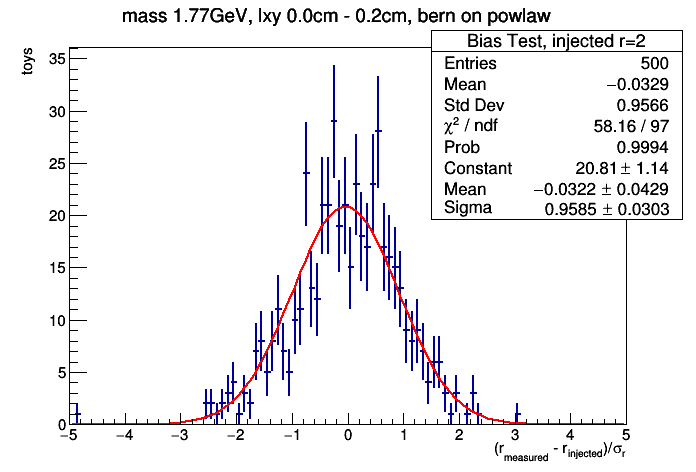 mass 1.77GeV, lxy 0.0cm - 0.2cm, bern on powlaw
Bias Test, injected r=2
Entries 500
Mean −0.0329
Std Dev 0.9566
χ² / ndf 58.16 / 97
Prob 0.9994
Constant 20.81 ± 1.14
Mean −0.0322 ± 0.0429
Sigma 0.9585 ± 0.0303
toys
35
30
25
20
15
10
5
0
−5 −4 −3 −2 −1 0 1 2 3 4 5
(r_measured - r_injected)/σ_r